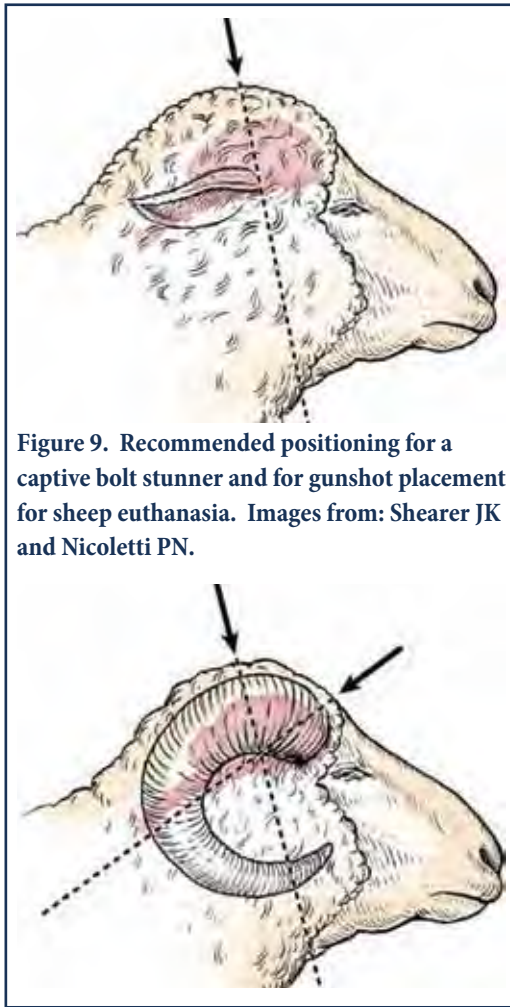 Figure 9. Recommended positioning for a
captive bolt stunner and for gunshot placement
for sheep euthanasia. Images from: Shearer JK
and Nicoletti PN.